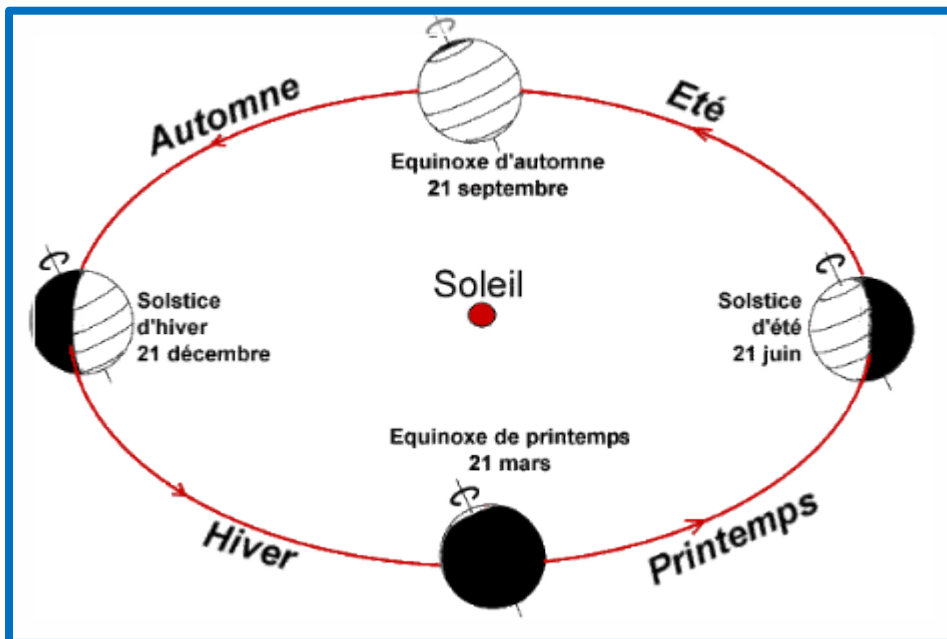 Automne
Eté
Equinoxe d'automne
21 septembre
Soleil
Solstice
d'hiver
21 décembre
Solstice
d'été
21 juin
Equinoxe de printemps
21 mars
Hiver
Printemps